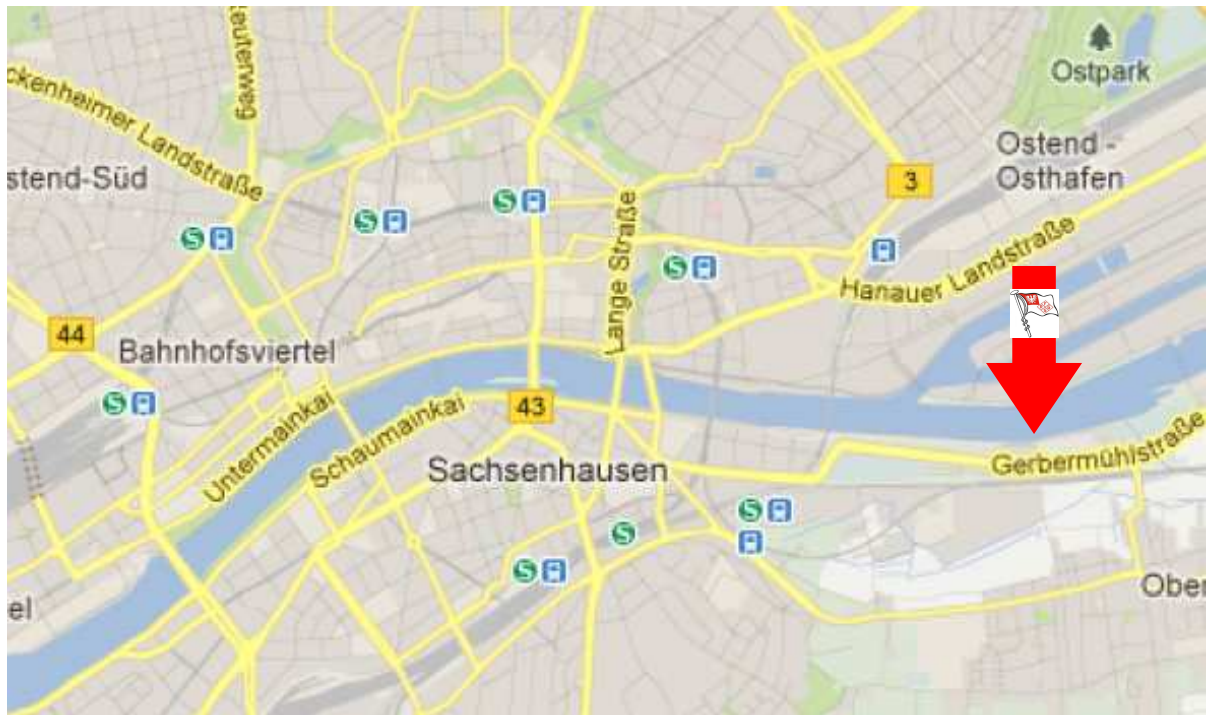 euterweg
ckenheimer Landstraße
Ostpark
Ostend -
Osthafen
stend-Süd
3
Lange Straße
Hanauer Landstraße
44
Bahnhofsviertel
43
Untermainkai
Schaumainkai
Sachsenhausen
Gerbermühlstraße
S
S
S
S
S
S
S
S
Ober
el